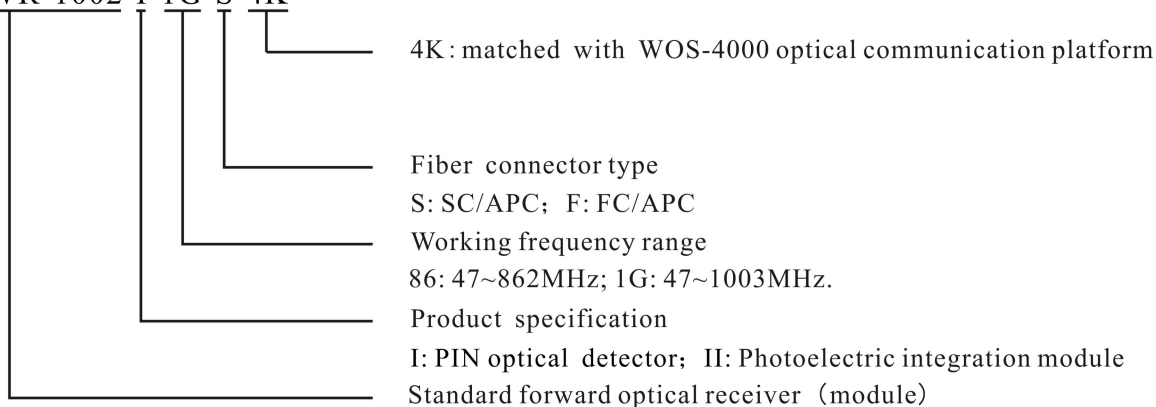 4K: matched with WOS-4000 optical communication platform
Fiber connector type
S: SC/APC; F: FC/APC
Working frequency range
86: 47~862MHz; 1G: 47~1003MHz.
Product specification
I: PIN optical detector; II: Photoelectric integration module
Standard forward optical receiver (module)